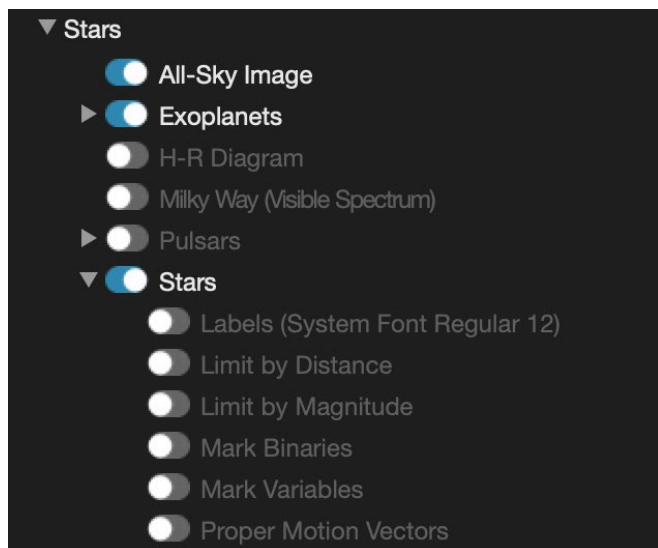 Stars
All-Sky Image
Exoplanets
H-R Diagram
Milky Way (Visible Spectrum)
Pulsars
Stars
Labels (System Font Regular 12)
Limit by Distance
Limit by Magnitude
Mark Binaries
Mark Variables
Proper Motion Vectors